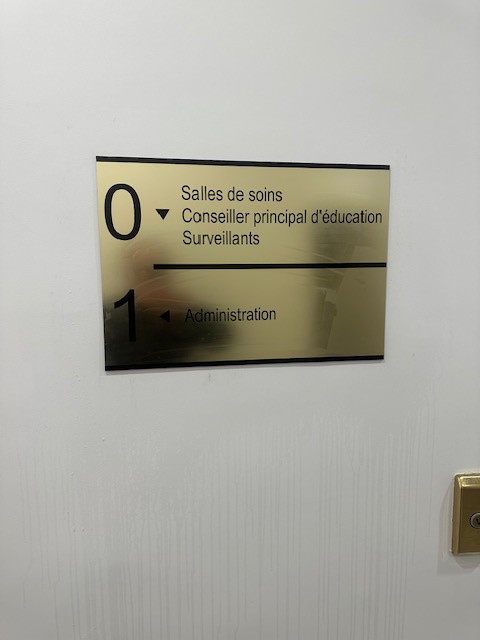 0 ▼ Salles de soins
Conseiller principal d'éducation
Surveillants
1 ◀ Administration